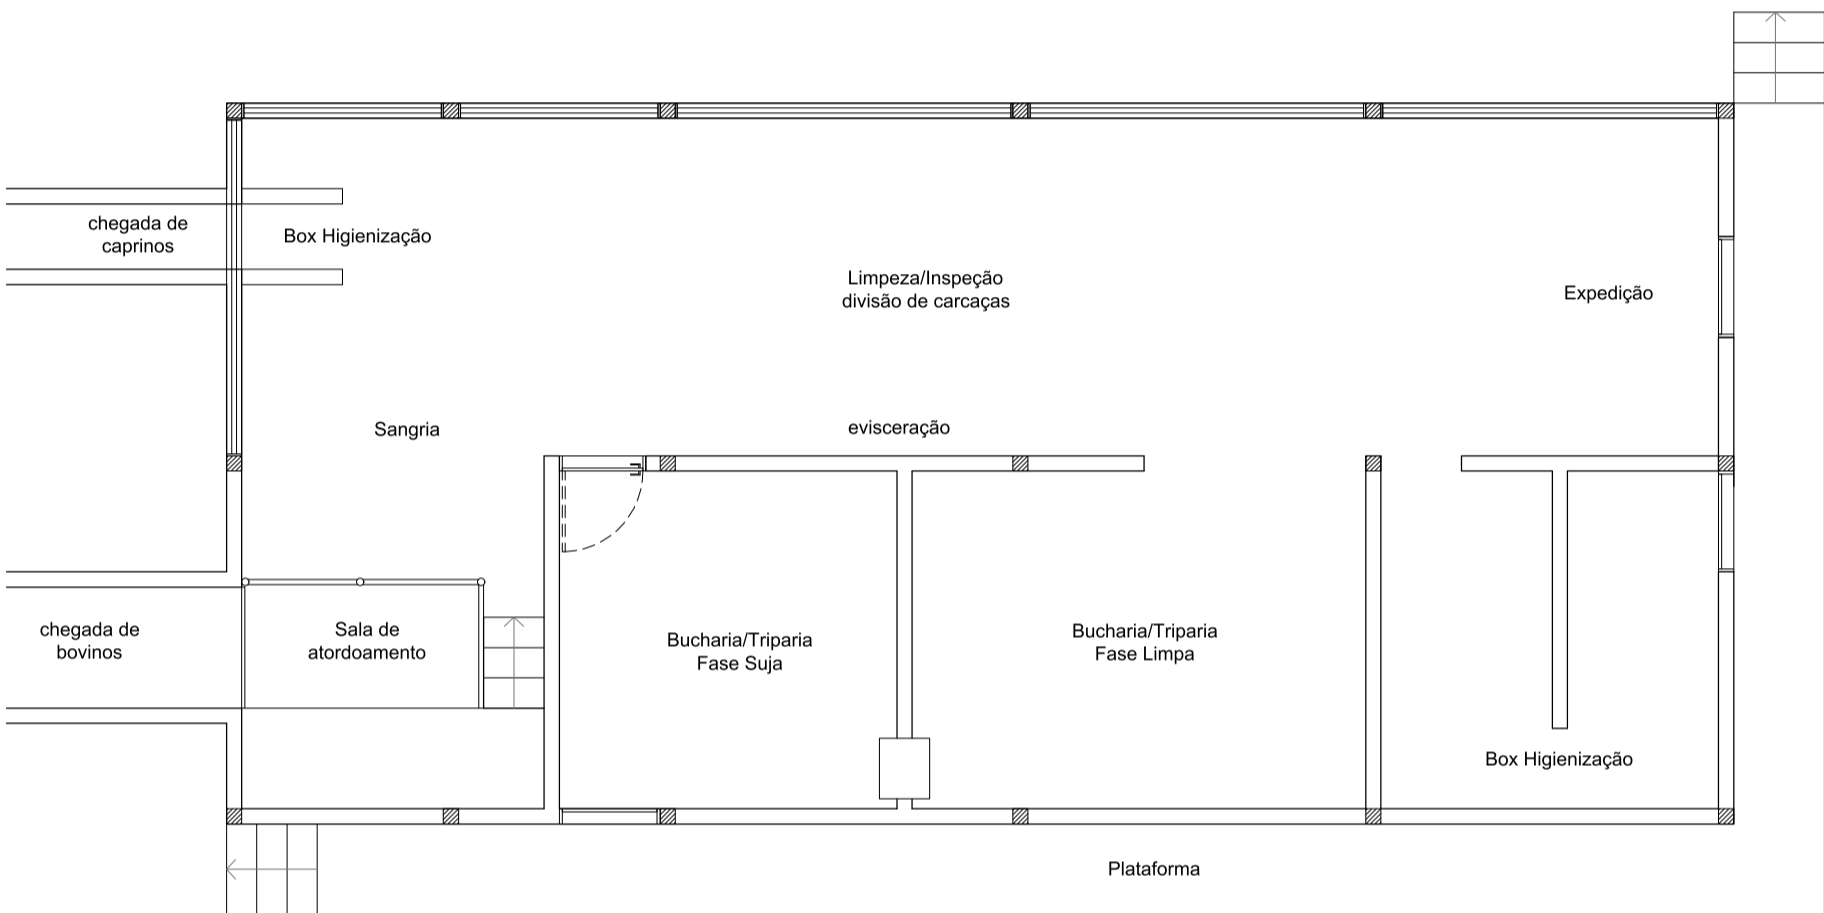 chegada de
caprinos
Box Higienização
Limpeza/Inspeção
divisão de carcaças
Expedição
Sangria
evisceração
chegada de
bovinos
Sala de
atordoamento
Bucharia/Triparia
Fase Suja
Bucharia/Triparia
Fase Limpa
Box Higienização
Plataforma